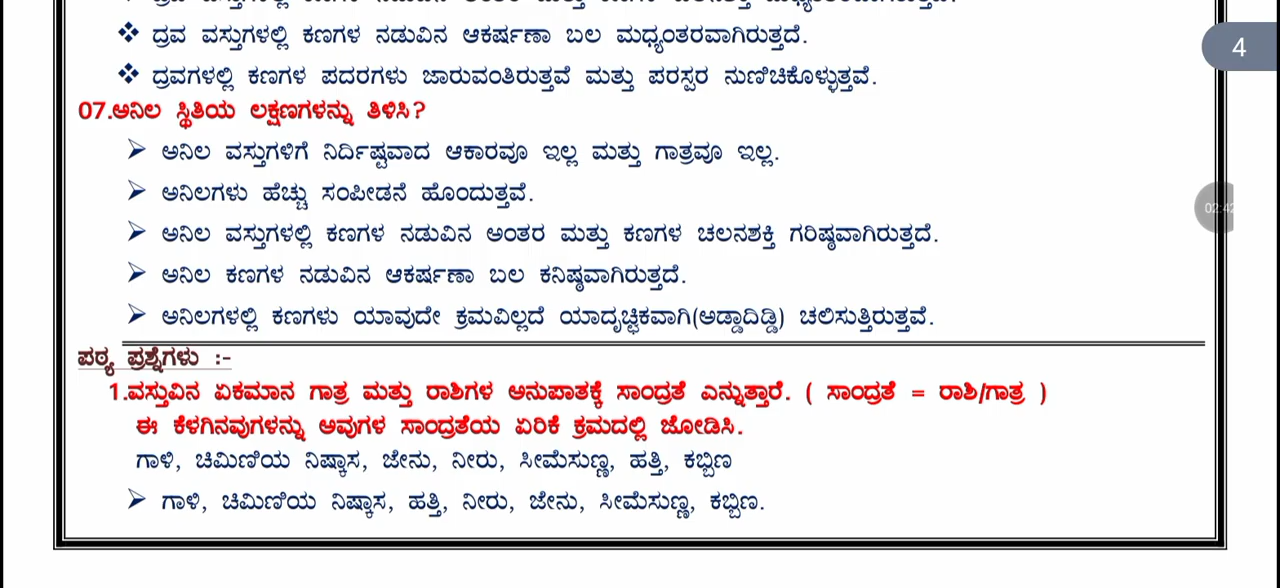 ❖ ದ್ರವ ವಸ್ತುಗಳಲ್ಲಿ ಕಣಗಳ ನಡುವಿನ ಆಕರ್ಷಣಾ ಬಲ ಮಧ್ಯಂತರವಾಗಿರುತ್ತದೆ.
4
❖ ದ್ರವಗಳಲ್ಲಿ ಕಣಗಳ ಪದರಗಳು ಜಾರುವಂತಿರುತ್ತವೆ ಮತ್ತು ಪರಸ್ಪರ ನುಣಿಚಿಕೊಳ್ಳುತ್ತವೆ.
07.ಅನಿಲ ಸ್ಥಿತಿಯ ಲಕ್ಷಣಗಳನ್ನು ತಿಳಿಸಿ?
➢ ಅನಿಲ ವಸ್ತುಗಳಿಗೆ ನಿರ್ದಿಷ್ಟವಾದ ಆಕಾರವೂ ಇಲ್ಲ ಮತ್ತು ಗಾತ್ರವೂ ಇಲ್ಲ.
➢ ಅನಿಲಗಳು ಹೆಚ್ಚು ಸಂಪೀಡನೆ ಹೊಂದುತ್ತವೆ.
02:42
➢ ಅನಿಲ ವಸ್ತುಗಳಲ್ಲಿ ಕಣಗಳ ನಡುವಿನ ಅಂತರ ಮತ್ತು ಕಣಗಳ ಚಲನಶಕ್ತಿ ಗರಿಷ್ಠವಾಗಿರುತ್ತದೆ.
➢ ಅನಿಲ ಕಣಗಳ ನಡುವಿನ ಆಕರ್ಷಣಾ ಬಲ ಕನಿಷ್ಠವಾಗಿರುತ್ತದೆ.
➢ ಅನಿಲಗಳಲ್ಲಿ ಕಣಗಳು ಯಾವುದೇ ಕ್ರಮವಿಲ್ಲದೆ ಯಾದೃಚ್ಛಿಕವಾಗಿ(ಅಡ್ಡಾದಿಡ್ಡಿ) ಚಲಿಸುತ್ತಿರುತ್ತವೆ.
ಪಠ್ಯ ಪ್ರಶ್ನೆಗಳು :-
1.ವಸ್ತುವಿನ ಏಕಮಾನ ಗಾತ್ರ ಮತ್ತು ರಾಶಿಗಳ ಅನುಪಾತಕ್ಕೆ ಸಾಂದ್ರತೆ ಎನ್ನುತ್ತಾರೆ. ( ಸಾಂದ್ರತೆ = ರಾಶಿ/ಗಾತ್ರ )
ಈ ಕೆಳಗಿನವುಗಳನ್ನು ಅವುಗಳ ಸಾಂದ್ರತೆಯ ಏರಿಕೆ ಕ್ರಮದಲ್ಲಿ ಜೋಡಿಸಿ.
ಗಾಳಿ, ಚಿಮಿಣಿಯ ನಿಷ್ಕಾಸ, ಜೇನು, ನೀರು, ಸೀಮೆಸುಣ್ಣ, ಹತ್ತಿ, ಕಬ್ಬಿಣ
➢ ಗಾಳಿ, ಚಿಮಿಣಿಯ ನಿಷ್ಕಾಸ, ಹತ್ತಿ, ನೀರು, ಜೇನು, ಸೀಮೆಸುಣ್ಣ, ಕಬ್ಬಿಣ.